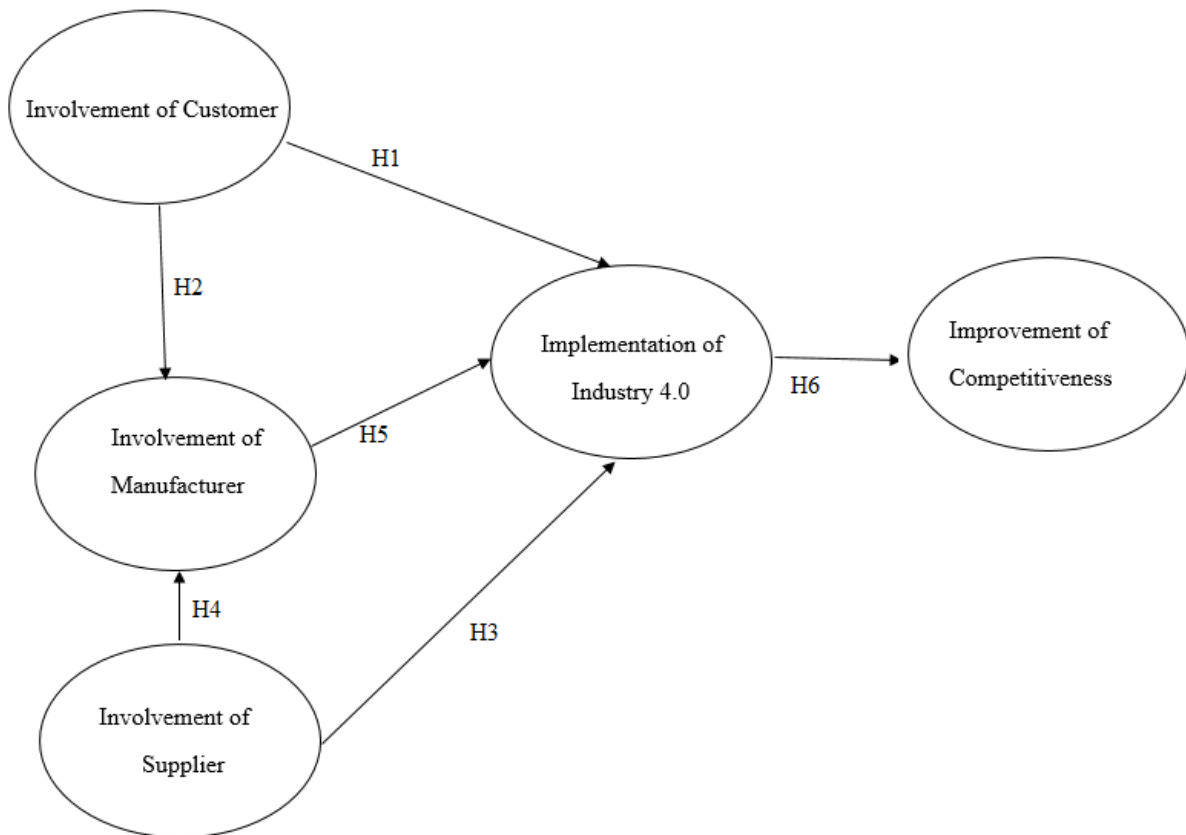 Involvement of Customer
H1
H2
Implementation of
Industry 4.0
Improvement of
Competitiveness
H6
Involvement of
Manufacturer
H5
H4
H3
Involvement of
Supplier